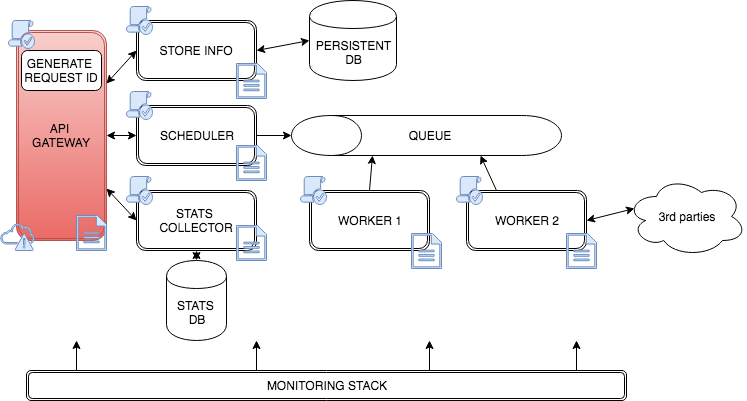 GENERATE
REQUEST ID
API
GATEWAY
STORE INFO
PERSISTENT
DB
SCHEDULER
QUEUE
STATS
COLLECTOR
WORKER 1
WORKER 2
3rd parties
STATS
DB
MONITORING STACK